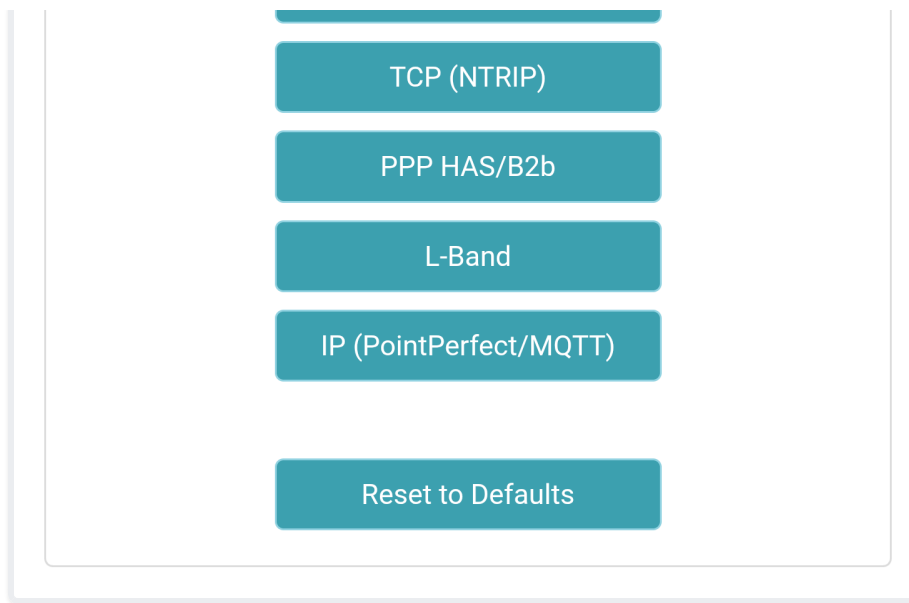 TCP (NTRIP)
PPP HAS/B2b
L-Band
IP (PointPerfect/MQTT)
Reset to Defaults